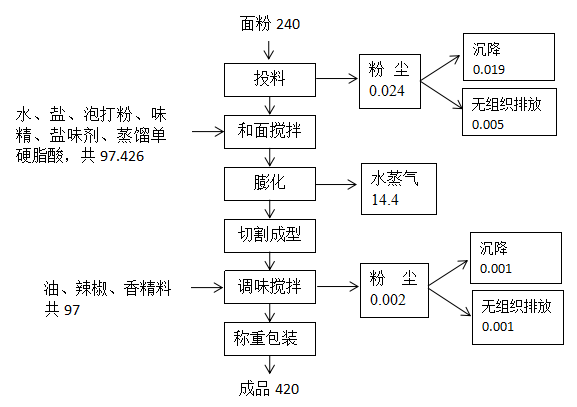 面粉 240
投料
粉 尘
0.024
沉降
0.019
无组织排放
0.005
水、盐、泡打粉、味
精、盐味剂、蒸馏单
硬脂酸，共 97.426
和面搅拌
膨化
水蒸气
14.4
切割成型
油、辣椒、香精料
共 97
调味搅拌
粉 尘
0.002
沉降
0.001
无组织排放
0.001
称重包装
成品 420